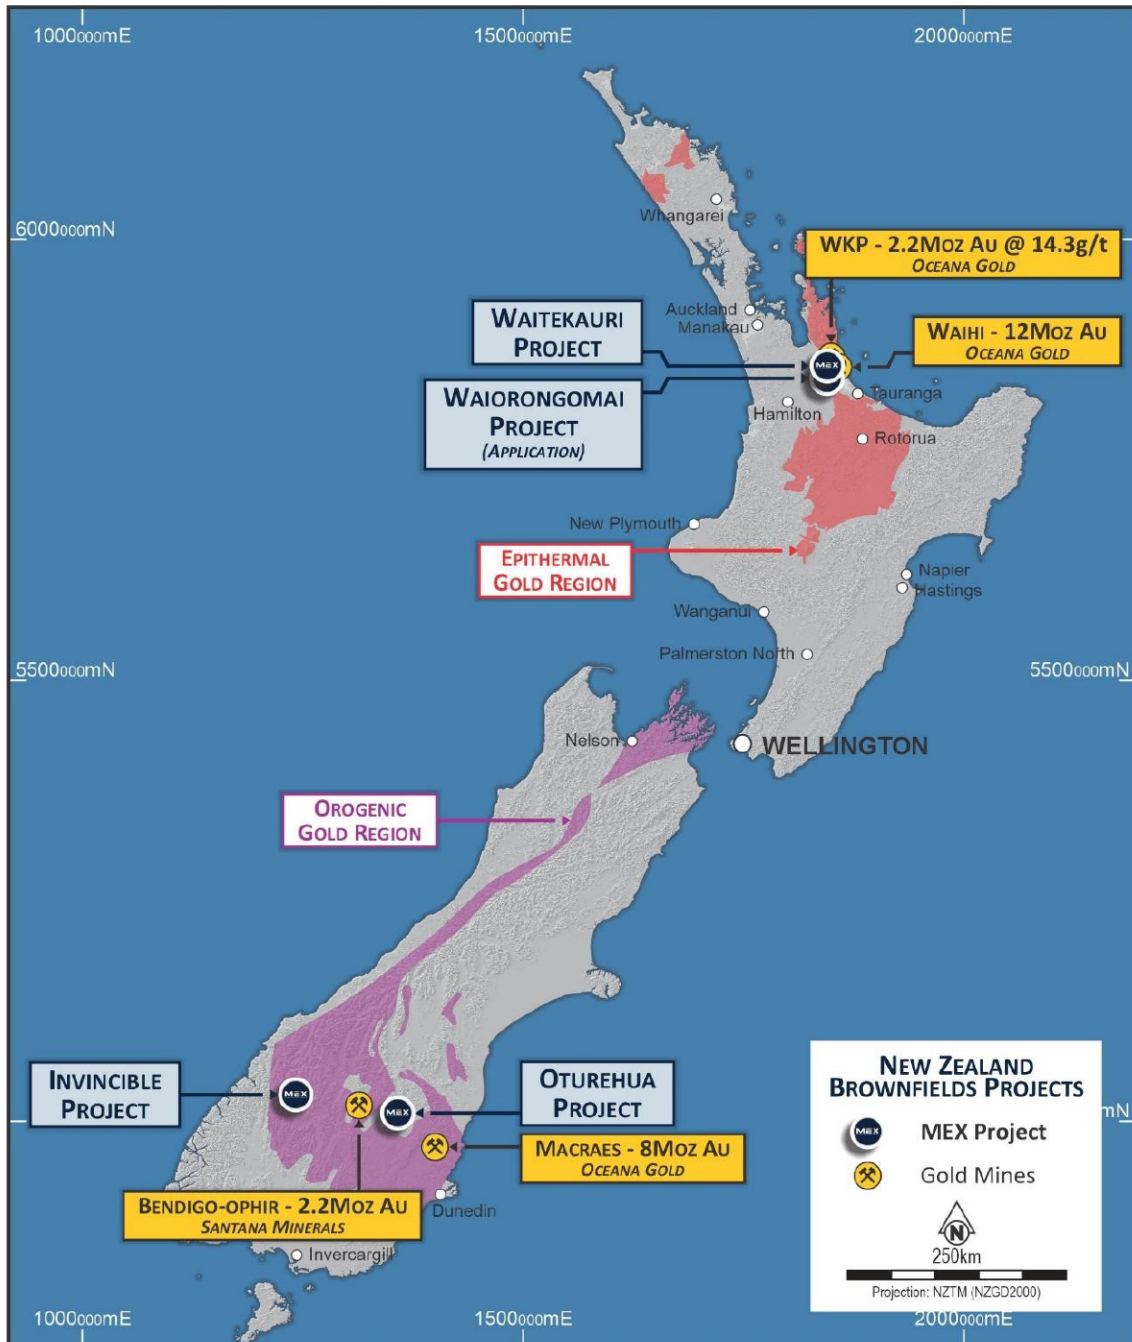 1000000mE
1500000mE
2000000mE
Whangarei
6000000mN
WKP - 2.2MOZ AU @ 14.3G/T
OCEANA GOLD
WAITEKAURI
PROJECT
Auckland
Manakau
WAIHI - 12MOZ AU
OCEANA GOLD
MEX
WAIORONGOMAI
PROJECT
(APPLICATION)
Tauranga
Hamilton
Rotorua
New Plymouth
EPITHERMAL
GOLD REGION
Napier
Hastings
Wanganui
Palmerston North
5500000mN
5500000mN
Nelson
WELLINGTON
OROGENIC
GOLD REGION
INVINCIBLE
PROJECT
MEX
MEX
OTUREHUA
PROJECT
MACRAES - 8MOZ AU
OCEANA GOLD
BENDIGO-OPHIR - 2.2MOZ AU
SANTANA MINERALS
Dunedin
Invercargill
NEW ZEALAND
BROWNFIELDS PROJECTS
MEX
MEX Project
Gold Mines
N
250km
Projection: NZTM (NZGD2000)
1000000mE
1500000mE
2000000mE